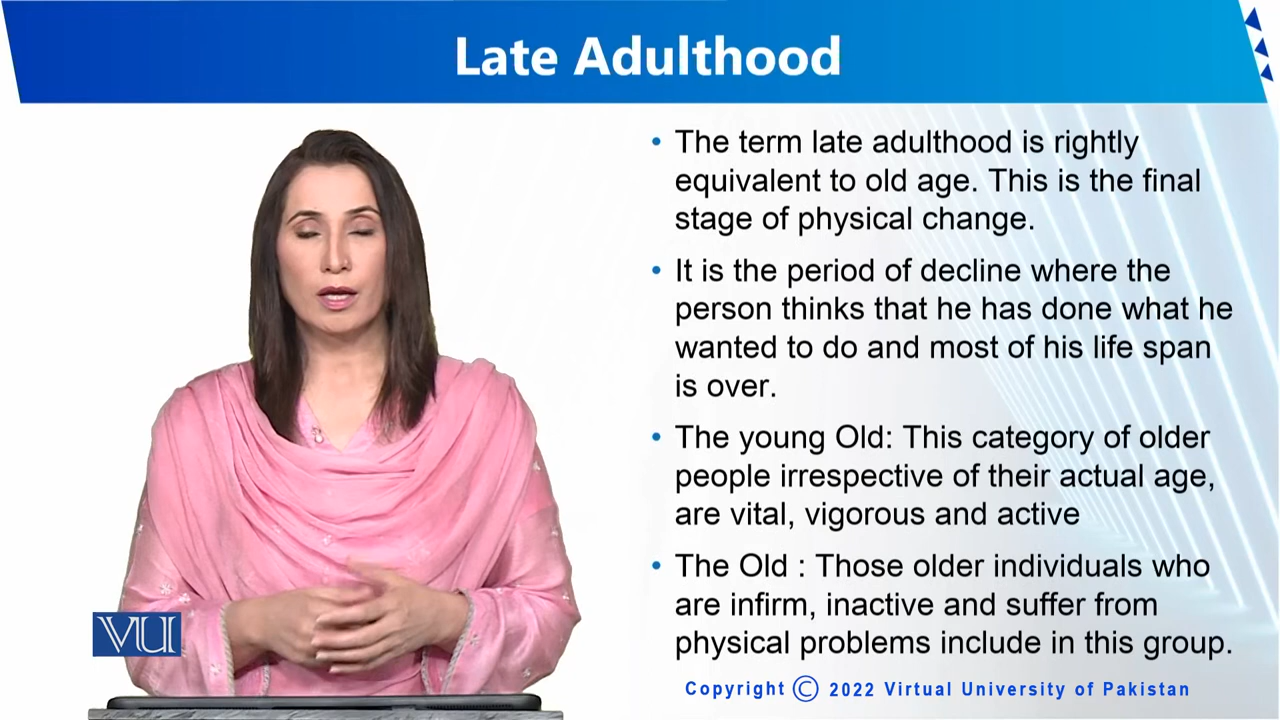 Late Adulthood
• The term late adulthood is rightly
equivalent to old age. This is the final
stage of physical change.
• It is the period of decline where the
person thinks that he has done what he
wanted to do and most of his life span
is over.
• The young Old: This category of older
people irrespective of their actual age,
are vital, vigorous and active
• The Old : Those older individuals who
are infirm, inactive and suffer from
physical problems include in this group.
VU
Copyright © 2022 Virtual University of Pakistan